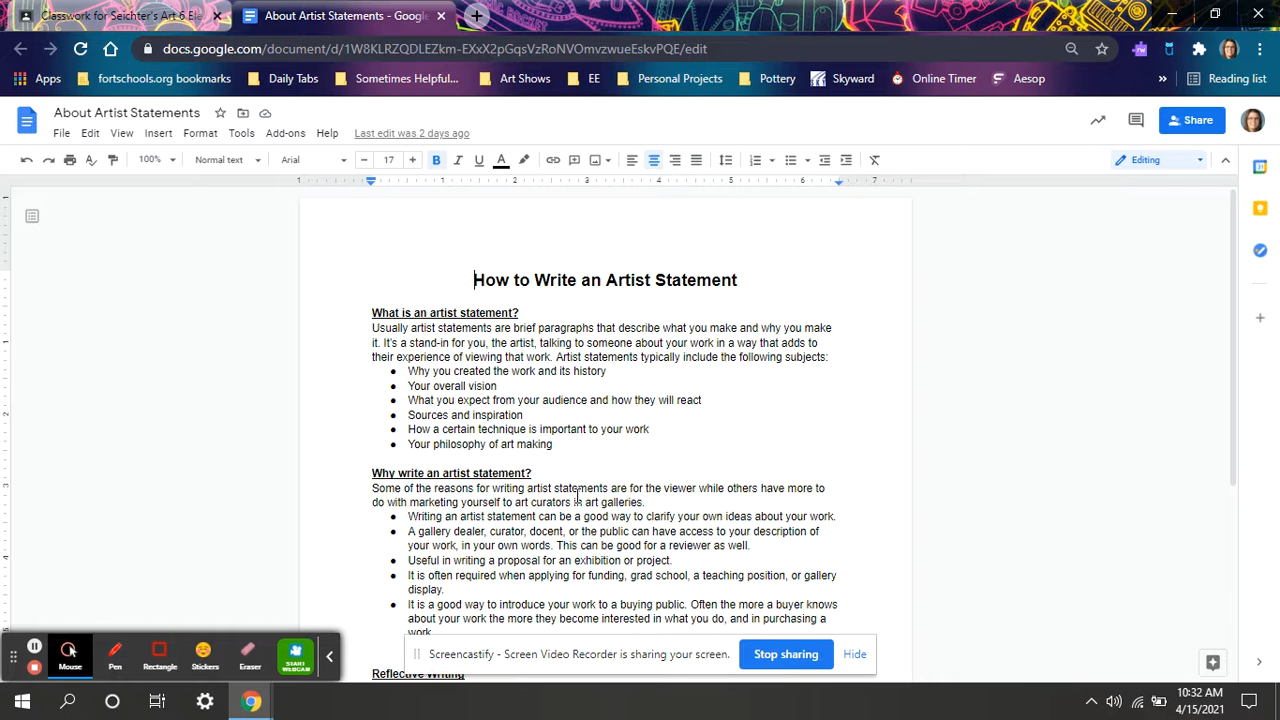 Classwork for Seichter's Art 6 Bla
About Artist Statements - Google
docs.google.com/document/d/1W8KLRZQDLEZkm-EXxX2pGqsVzRoNVOmvzwueEskvPQE/edit
Apps fortschools.org bookmarks Daily Tabs Sometimes Helpful... Art Shows EE Personal Projects Pottery Skyward Online Timer Aesop » Reading list
About Artist Statements
Share
File Edit View Insert Format Tools Add-ons Help Last edit was 2 days ago
100% Normal text Arial 17 B I U A Editing
1 1 2 3 4 5 6 7
How to Write an Artist Statement
What is an artist statement?
Usually artist statements are brief paragraphs that describe what you make and why you make
it. It's a stand-in for you, the artist, talking to someone about your work in a way that adds to
their experience of viewing that work. Artist statements typically include the following subjects:
● Why you created the work and its history
● Your overall vision
● What you expect from your audience and how they will react
● Sources and inspiration
● How a certain technique is important to your work
● Your philosophy of art making
Why write an artist statement?
Some of the reasons for writing artist statements are for the viewer while others have more to
do with marketing yourself to art curators in art galleries.
● Writing an artist statement can be a good way to clarify your own ideas about your work.
● A gallery dealer, curator, docent, or the public can have access to your description of
your work, in your own words. This can be good for a reviewer as well.
● Useful in writing a proposal for an exhibition or project.
● It is often required when applying for funding, grad school, a teaching position, or gallery
display.
● It is a good way to introduce your work to a buying public. Often the more a buyer knows
about your work the more they become interested in what you do, and in purchasing a
work.
Reflective Writing
Mouse Pen Rectangle Stickers Eraser START WEBCAM
Screencastify - Screen Video Recorder is sharing your screen. Stop sharing Hide
10:32 AM
4/15/2021